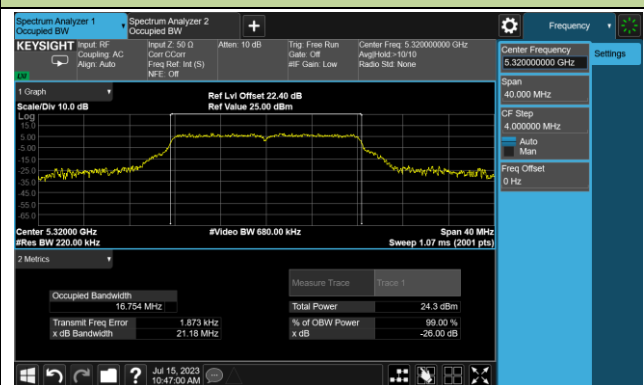 Spectrum Analyzer 1
Occupied BW
Spectrum Analyzer 2
Occupied BW
+
Frequency
KEYSIGHT
Input: RF
Coupling: AC
Align: Auto
Input Z: 50 Ω
Corr CCorr
Freq Ref: Int (S)
NFE: Off
Atten: 10 dB
Trig: Free Run
Gate: Off
#IF Gain: Low
Center Freq: 5.320000000 GHz
Avg|Hold:>10/10
Radio Std: None
Center Frequency
5.320000000 GHz
Settings
Span
40.000 MHz
CF Step
4.000000 MHz
Auto
Man
Freq Offset
0 Hz
1 Graph
Scale/Div 10.0 dB
Ref Lvl Offset 22.40 dB
Ref Value 25.00 dBm
Log
15.0
5.00
-5.00
-15.0
-25.0
-35.0
-45.0
-55.0
-65.0
Center 5.32000 GHz
#Res BW 220.00 kHz
#Video BW 680.00 kHz
Span 40 MHz
Sweep 1.07 ms (2001 pts)
2 Metrics
Measure Trace
Trace 1
Occupied Bandwidth
16.754 MHz
Total Power
24.3 dBm
Transmit Freq Error
1.873 kHz
% of OBW Power
99.00 %
x dB Bandwidth
21.18 MHz
x dB
-26.00 dB
?
Jul 15, 2023
10:47:00 AM